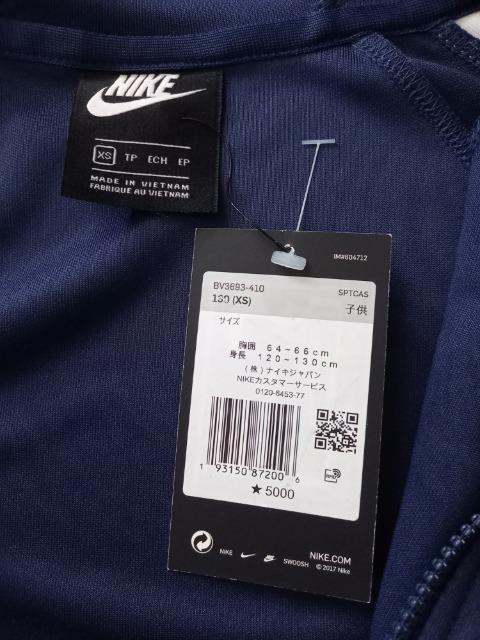 NIKE
XS TP ECH EP
MADE IN VIETNAM
FABRIQUE AU VIETNAM
IM#604712
BV3693-410 SPTCAS
130 (XS) 子供
サイズ
胸囲 64~66cm
身長 120~130cm
(株)ナイキジャパン
NIKEカスタマーサービス
0120-6453-77
1 93150 87200 6
★5000
NIKE SWOOSH NIKE.COM
© 2017 Nike